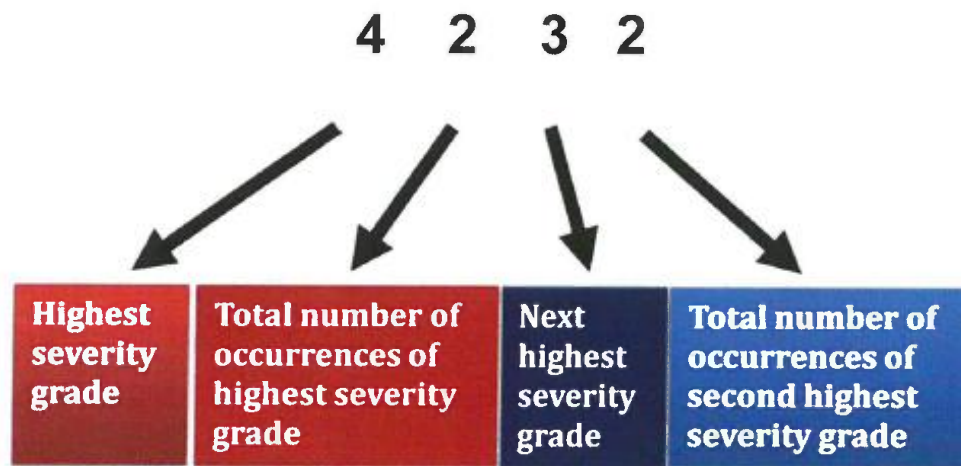 4 2 3 2
Highest
severity
grade
Total number of
occurrences of
highest severity
grade
Next
highest
severity
grade
Total number of
occurrences of
second highest
severity grade